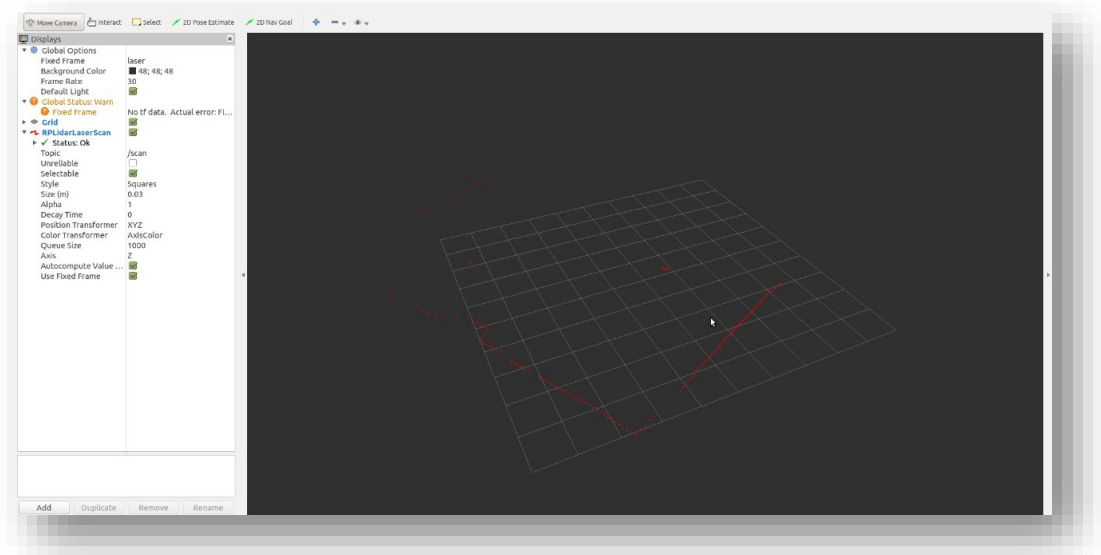 Move Camera Interact Select 2D Pose Estimate 2D Nav Goal
Displays
Global Options
Fixed Frame laser
Background Color 48; 48; 48
Frame Rate 30
Default Light
Global Status: Warn
Fixed Frame No tf data. Actual error: Fi...
Grid
RPLidarLaserScan
Status: Ok
Topic /scan
Unreliable
Selectable
Style Squares
Size (m) 0.03
Alpha 1
Decay Time 0
Position Transformer XYZ
Color Transformer AxisColor
Queue Size 1000
Axis Z
Autocompute Value ...
Use Fixed Frame
Add Duplicate Remove Rename